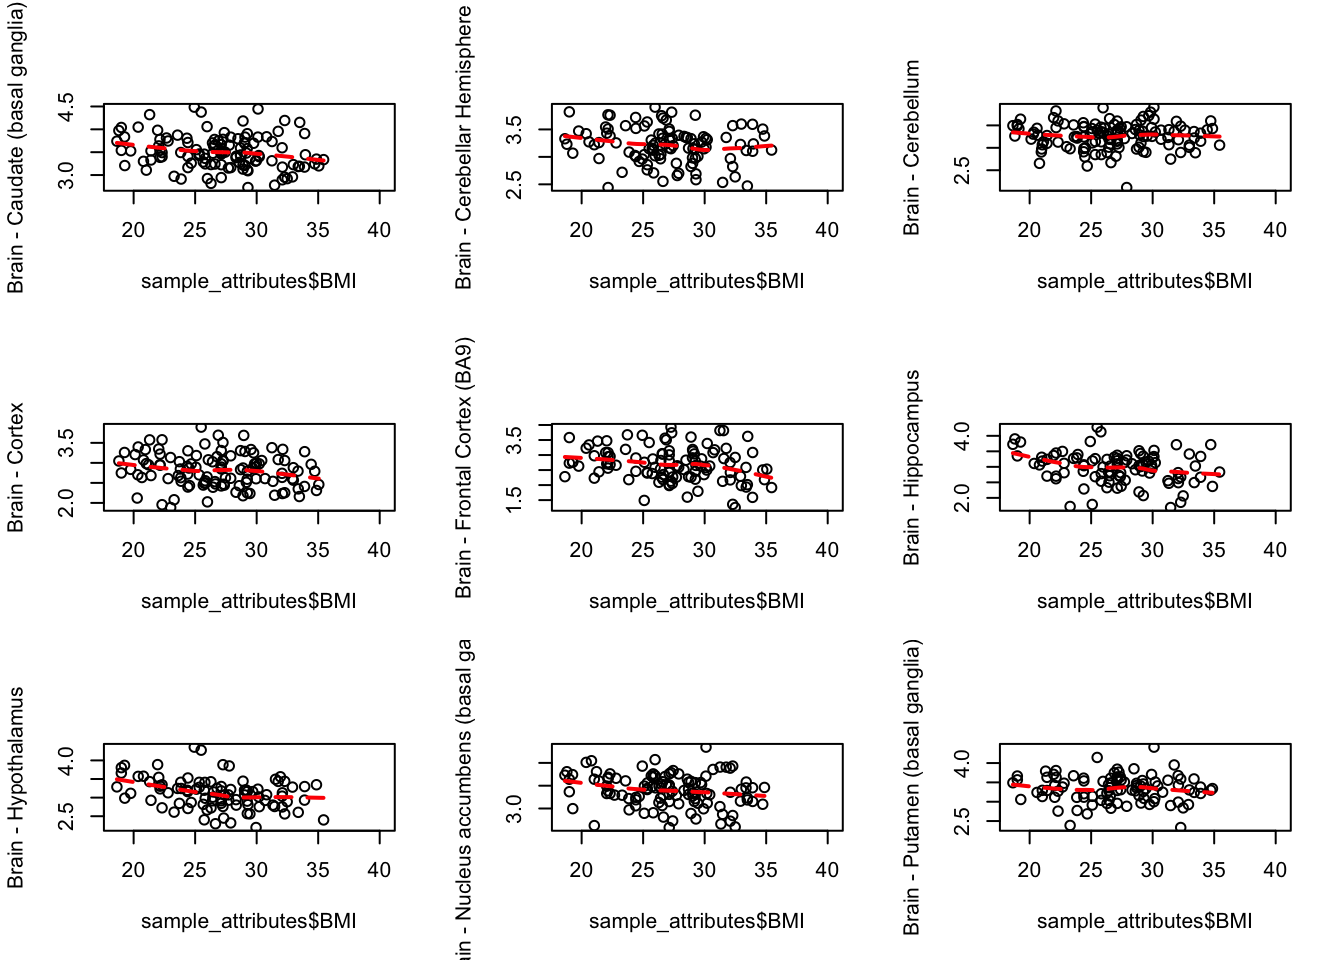 Brain - Caudate (basal ganglia)
4.5
3.0
20 25 30 35 40
sample_attributes$BMI
Brain - Cerebellar Hemisphere
3.5
2.5
20 25 30 35 40
sample_attributes$BMI
Brain - Cerebellum
2.5
20 25 30 35 40
sample_attributes$BMI
Brain - Cortex
3.5
2.0
20 25 30 35 40
sample_attributes$BMI
Brain - Frontal Cortex (BA9)
3.5
1.5
20 25 30 35 40
sample_attributes$BMI
Brain - Hippocampus
4.0
2.0
20 25 30 35 40
sample_attributes$BMI
Brain - Hypothalamus
4.0
2.5
20 25 30 35 40
sample_attributes$BMI
ain - Nucleus accumbens (basal ga
3.0
20 25 30 35 40
sample_attributes$BMI
Brain - Putamen (basal ganglia)
4.0
2.5
20 25 30 35 40
sample_attributes$BMI